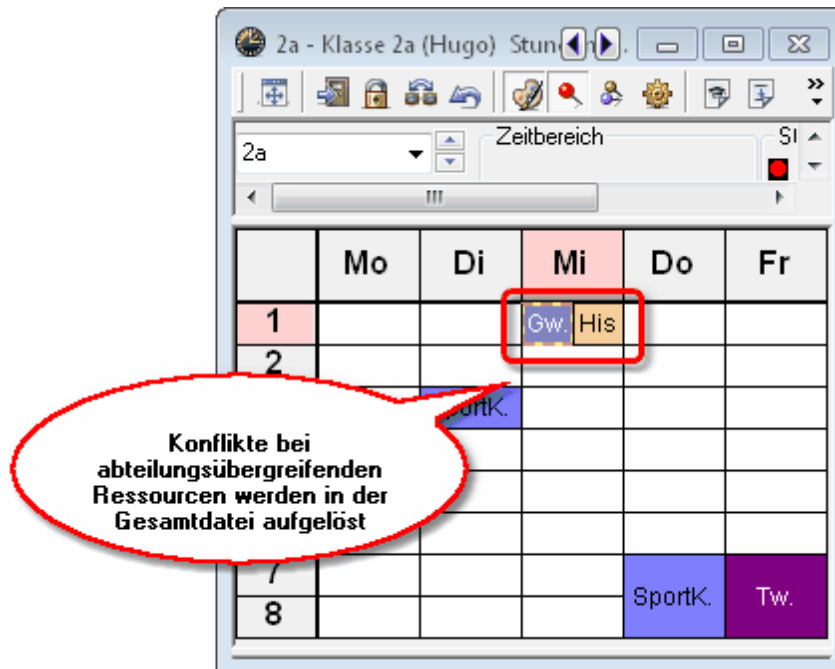 2a - Klasse 2a (Hugo) Stun
2a
Zeitbereich
Mo Di Mi Do Fr
1 Gw. His
2
SportK.
Konflikte bei
abteilungsübergreifenden
Ressourcen werden in der
Gesamtdatei aufgelöst
7
SportK. Tw.
8